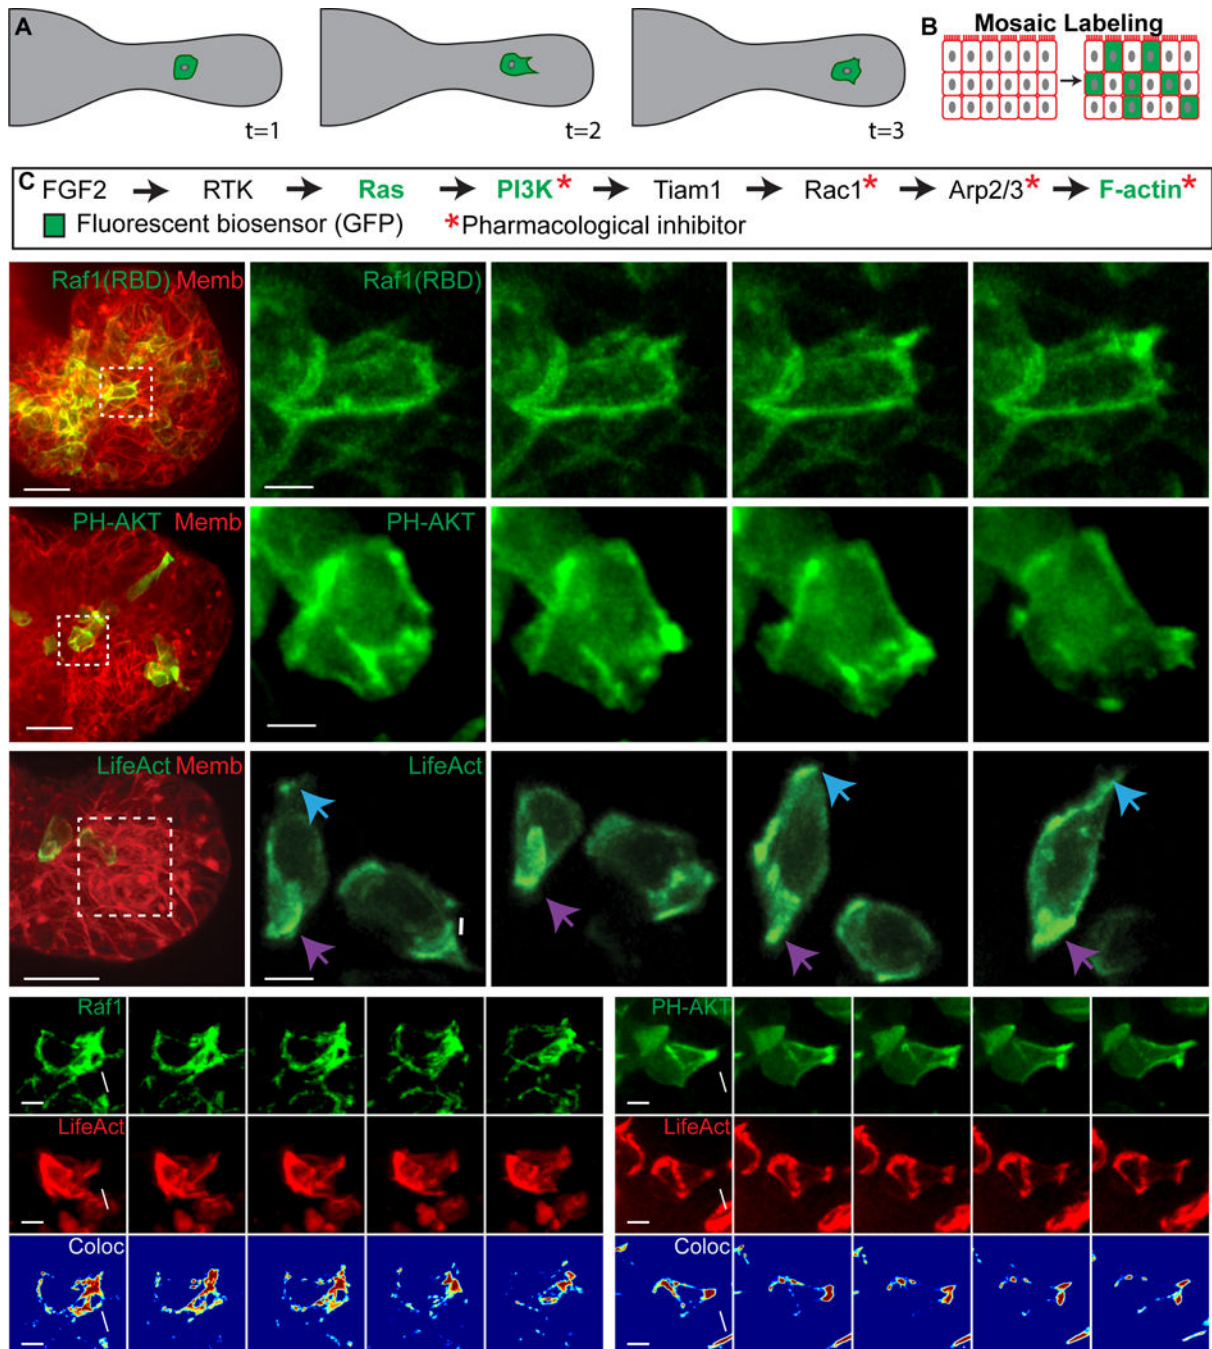 A
t=1
t=2
t=3
B
Mosaic Labeling
C
FGF2 → RTK → Ras → PI3K* → Tiam1 → Rac1* → Arp2/3* → F-actin*
Fluorescent biosensor (GFP) *Pharmacological inhibitor
Raf1(RBD) Memb
Raf1(RBD)
PH-AKT Memb
PH-AKT
LifeAct Memb
LifeAct
Raf1
PH-AKT
LifeAct
LifeAct
Coloc
Coloc